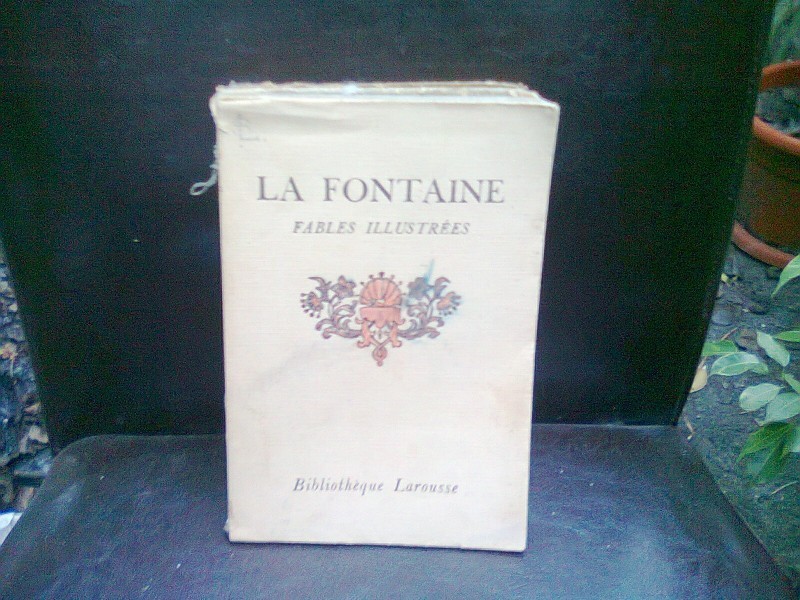 LA FONTAINE
FABLES ILLUSTRÉES
Bibliothèque Larousse